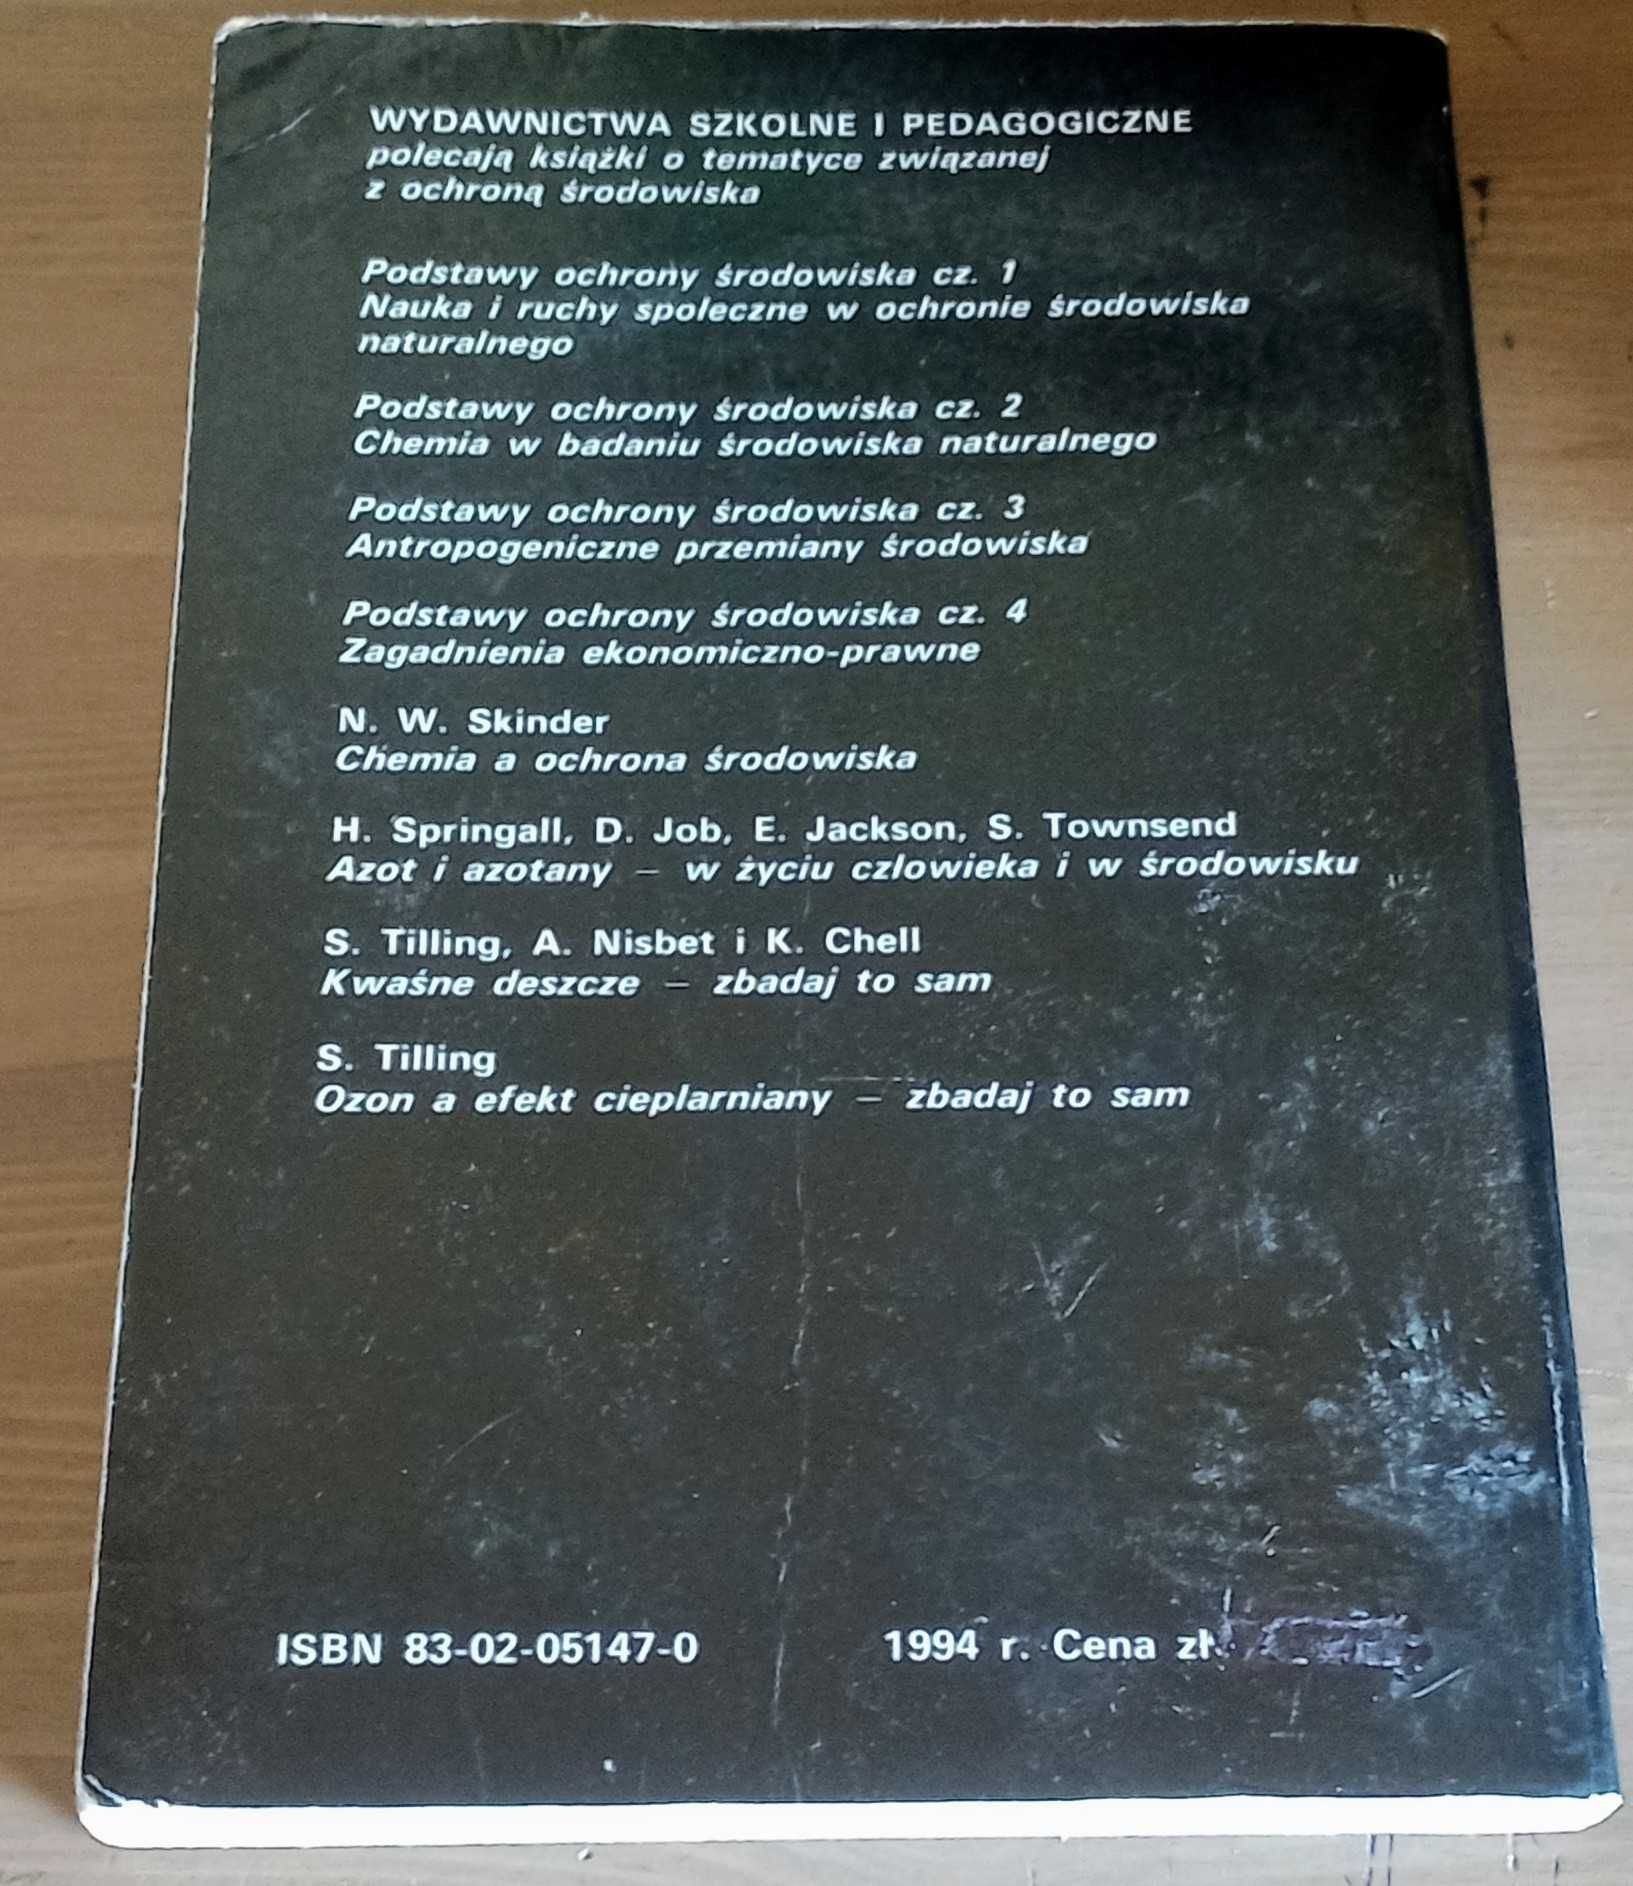 WYDAWNICTWA SZKOLNE I PEDAGOGICZNE
polecają książki o tematyce związanej
z ochroną środowiska
Podstawy ochrony środowiska cz. 1
Nauka i ruchy społeczne w ochronie środowiska
naturalnego
Podstawy ochrony środowiska cz. 2
Chemia w badaniu środowiska naturalnego
Podstawy ochrony środowiska cz. 3
Antropogeniczne przemiany środowiska
Podstawy ochrony środowiska cz. 4
Zagadnienia ekonomiczno-prawne
N. W. Skinder
Chemia a ochrona środowiska
H. Springall, D. Job, E. Jackson, S. Townsend
Azot i azotany – w życiu człowieka i w środowisku
S. Tilling, A. Nisbet i K. Chell
Kwaśne deszcze – zbadaj to sam
S. Tilling
Ozon a efekt cieplarniany – zbadaj to sam
ISBN 83-02-05147-0 1994 r. Cena zł